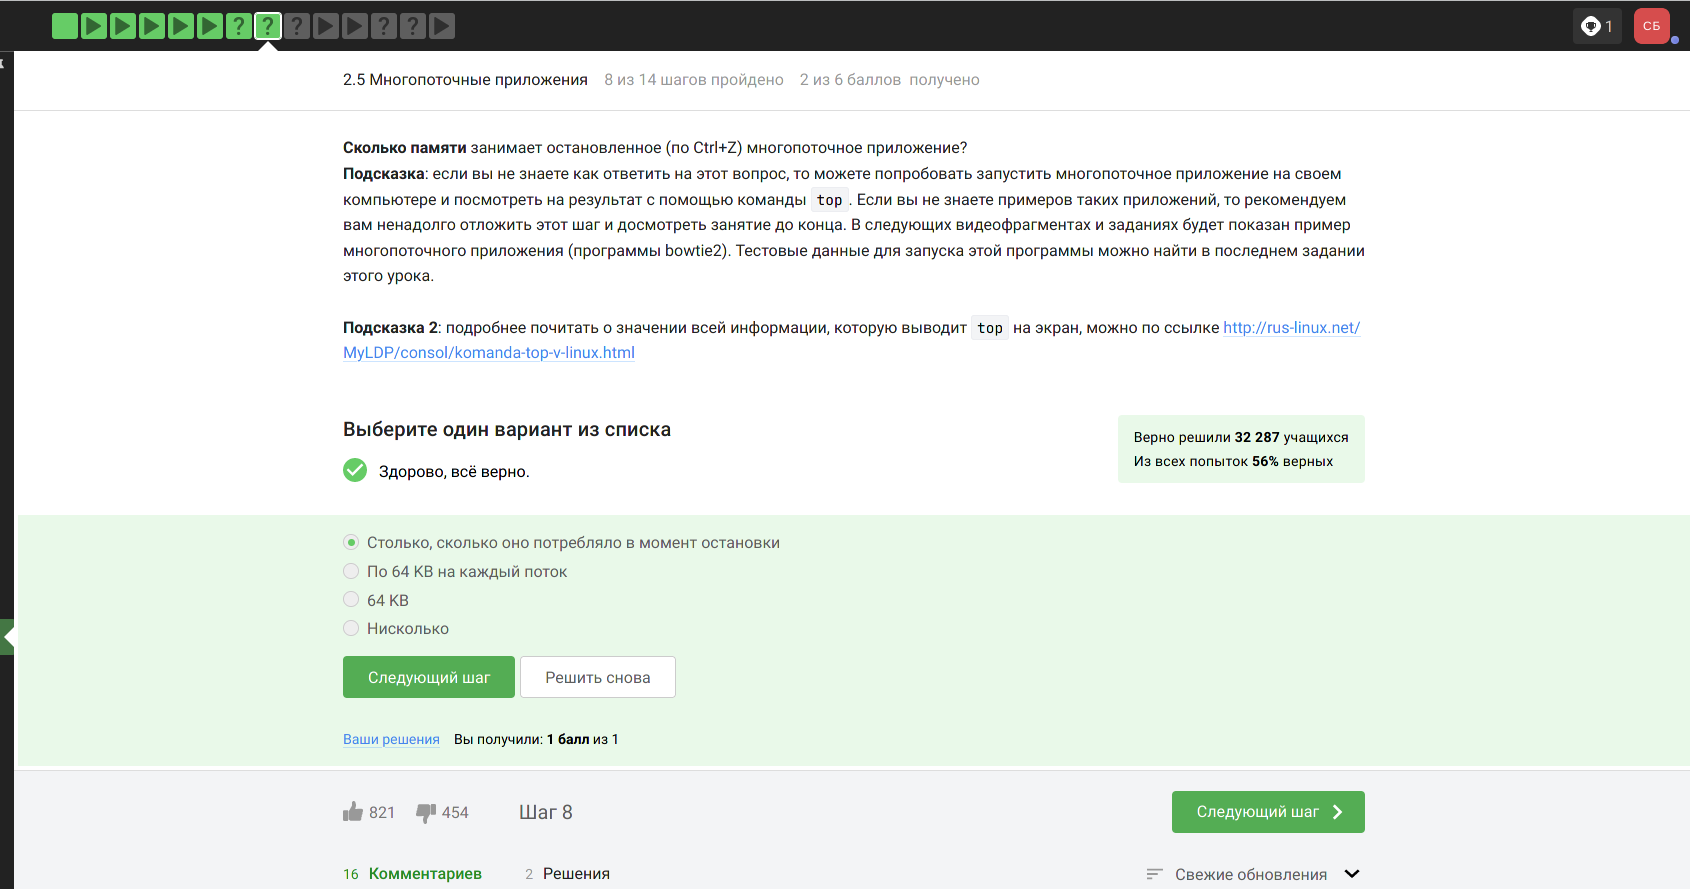 ? ? ? ? ?
1
СБ
2.5 Многопоточные приложения 8 из 14 шагов пройдено 2 из 6 баллов получено
Сколько памяти занимает остановленное (по Ctrl+Z) многопоточное приложение?
Подсказка: если вы не знаете как ответить на этот вопрос, то можете попробовать запустить многопоточное приложение на своем
компьютере и посмотреть на результат с помощью команды top. Если вы не знаете примеров таких приложений, то рекомендуем
вам ненадолго отложить этот шаг и досмотреть занятие до конца. В следующих видеофрагментах и заданиях будет показан пример
многопоточного приложения (программы bowtie2). Тестовые данные для запуска этой программы можно найти в последнем задании
этого урока.
Подсказка 2: подробнее почитать о значении всей информации, которую выводит top на экран, можно по ссылке http://rus-linux.net/
MyLDP/consol/komanda-top-v-linux.html
Выберите один вариант из списка
Здорово, всё верно.
Верно решили 32 287 учащихся
Из всех попыток 56% верных
Столько, сколько оно потребляло в момент остановки
По 64 KB на каждый поток
64 KB
Нисколько
Следующий шаг Решить снова
Ваши решения Вы получили: 1 балл из 1
821 454 Шаг 8 Следующий шаг
16 Комментариев 2 Решения Свежие обновления